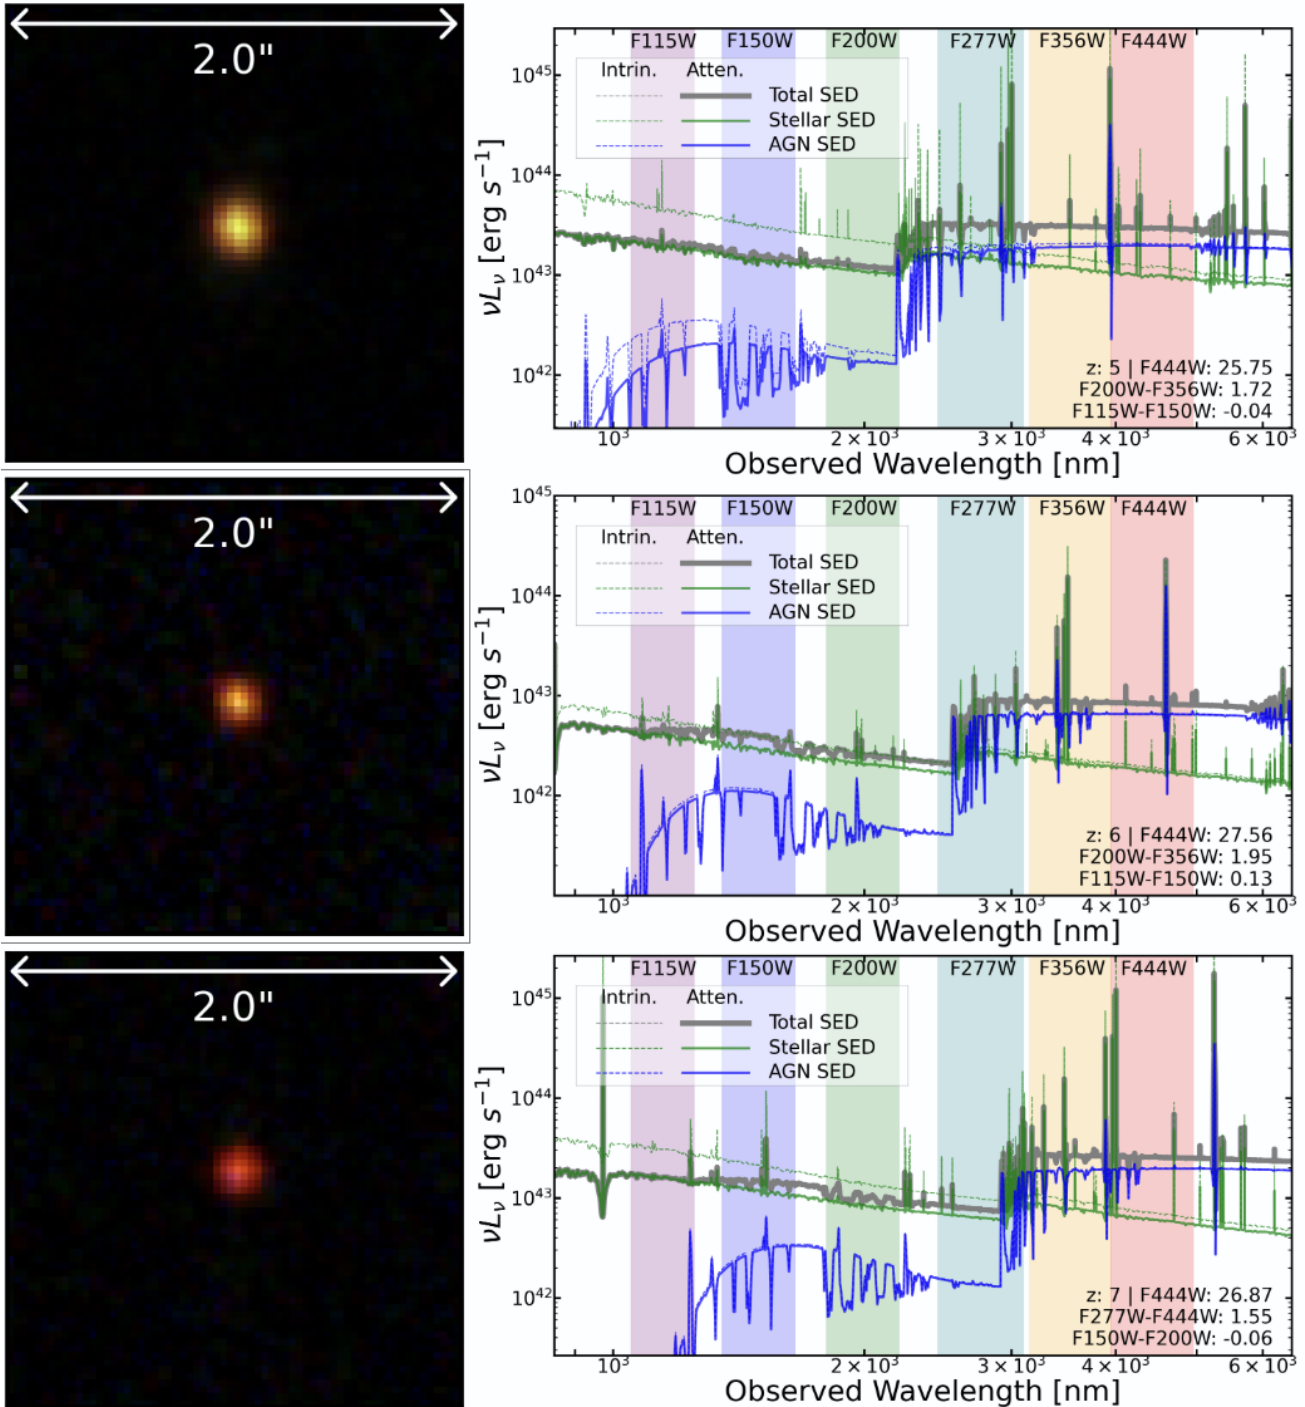 2.0"
F115W F150W F200W F277W F356W F444W
Intrin. Atten.
Total SED
Stellar SED
AGN SED
10⁴⁵
10⁴⁴
10⁴³
10⁴²
νLᵥ [erg s⁻¹]
z: 5 | F444W: 25.75
F200W-F356W: 1.72
F115W-F150W: -0.04
10³ 2 × 10³ 3 × 10³ 4 × 10³ 6 × 10³
Observed Wavelength [nm]
2.0"
F115W F150W F200W F277W F356W F444W
Intrin. Atten.
Total SED
Stellar SED
AGN SED
10⁴⁵
10⁴⁴
10⁴³
10⁴²
νLᵥ [erg s⁻¹]
z: 6 | F444W: 27.56
F200W-F356W: 1.95
F115W-F150W: 0.13
10³ 2 × 10³ 3 × 10³ 4 × 10³ 6 × 10³
Observed Wavelength [nm]
2.0"
F115W F150W F200W F277W F356W F444W
Intrin. Atten.
Total SED
Stellar SED
AGN SED
10⁴⁵
10⁴⁴
10⁴³
10⁴²
νLᵥ [erg s⁻¹]
z: 7 | F444W: 26.87
F277W-F444W: 1.55
F150W-F200W: -0.06
10³ 2 × 10³ 3 × 10³ 4 × 10³ 6 × 10³
Observed Wavelength [nm]